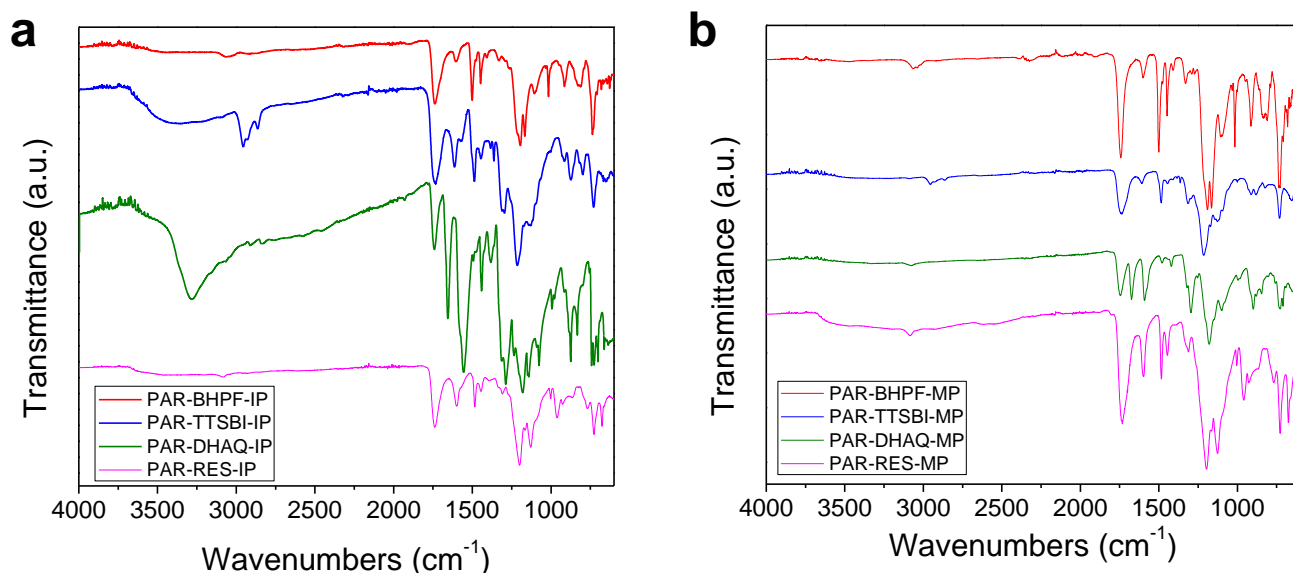 a
Transmittance (a.u.)
PAR-BHPF-IP
PAR-TTSBI-IP
PAR-DHAQ-IP
PAR-RES-IP
4000 3500 3000 2500 2000 1500 1000
Wavenumbers (cm⁻¹)
b
Transmittance (a.u.)
PAR-BHPF-MP
PAR-TTSBI-MP
PAR-DHAQ-MP
PAR-RES-MP
4000 3500 3000 2500 2000 1500 1000
Wavenumbers (cm⁻¹)